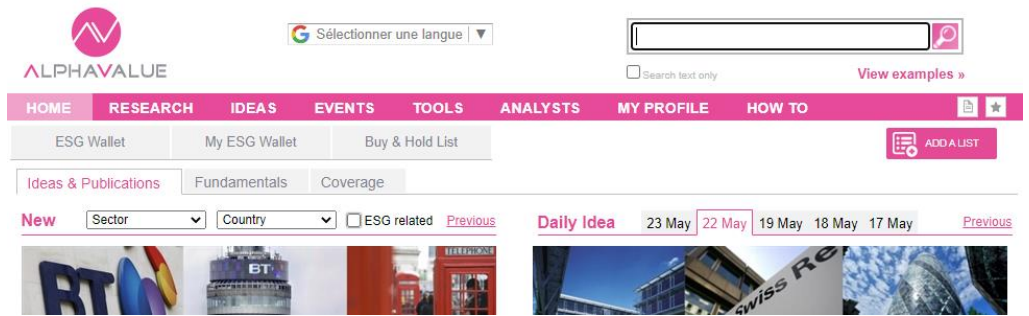 Sélectionner une langue
ALPHAVALUE
Search text only
View examples »
HOME RESEARCH IDEAS EVENTS TOOLS ANALYSTS MY PROFILE HOW TO
ESG Wallet My ESG Wallet Buy & Hold List ADD A LIST
Ideas & Publications Fundamentals Coverage
New Sector Country ESG related Previous
Daily Idea 23 May 22 May 19 May 18 May 17 May Previous
BT
BT
TELEPHONE
Swiss Re